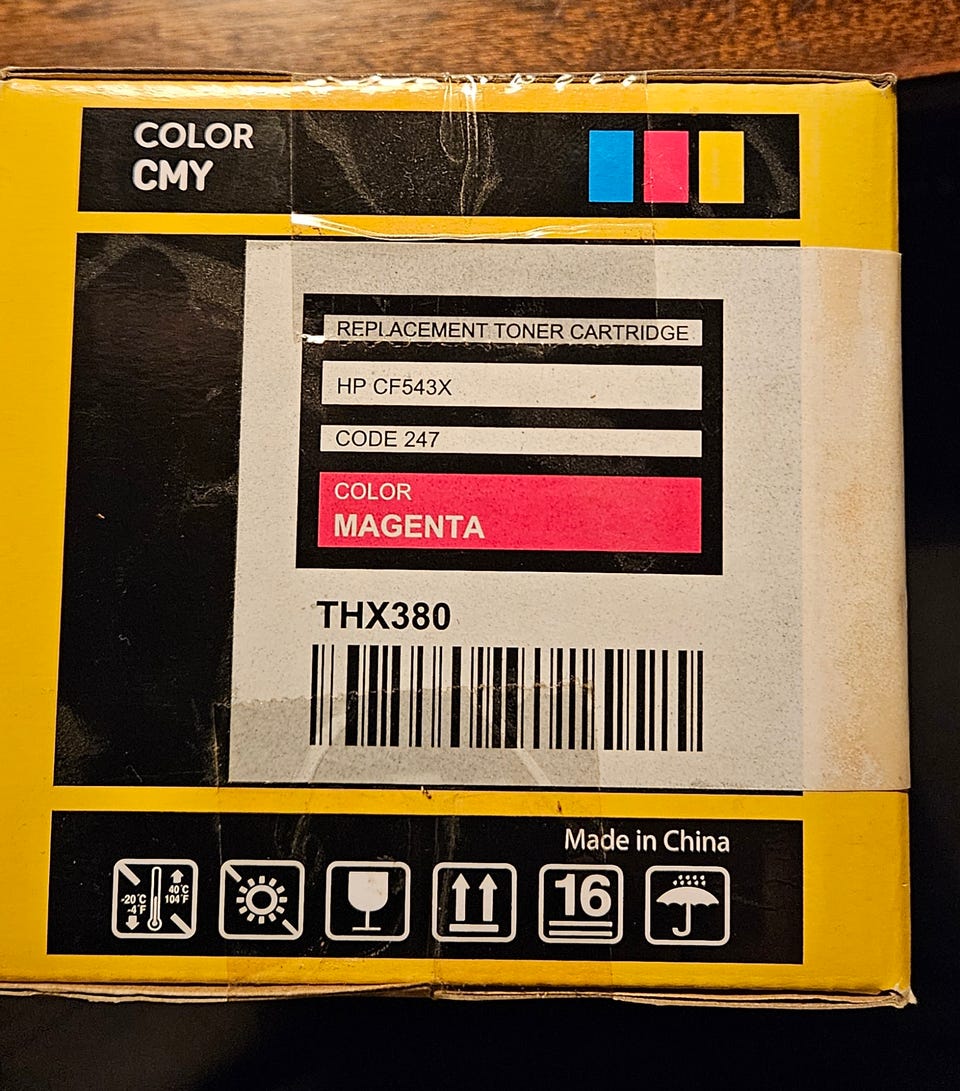 COLOR
CMY
REPLACEMENT TONER CARTRIDGE
HP CF543X
CODE 247
COLOR
MAGENTA
THX380
Made in China
-20°C
-4°F
40°C
104°F
16